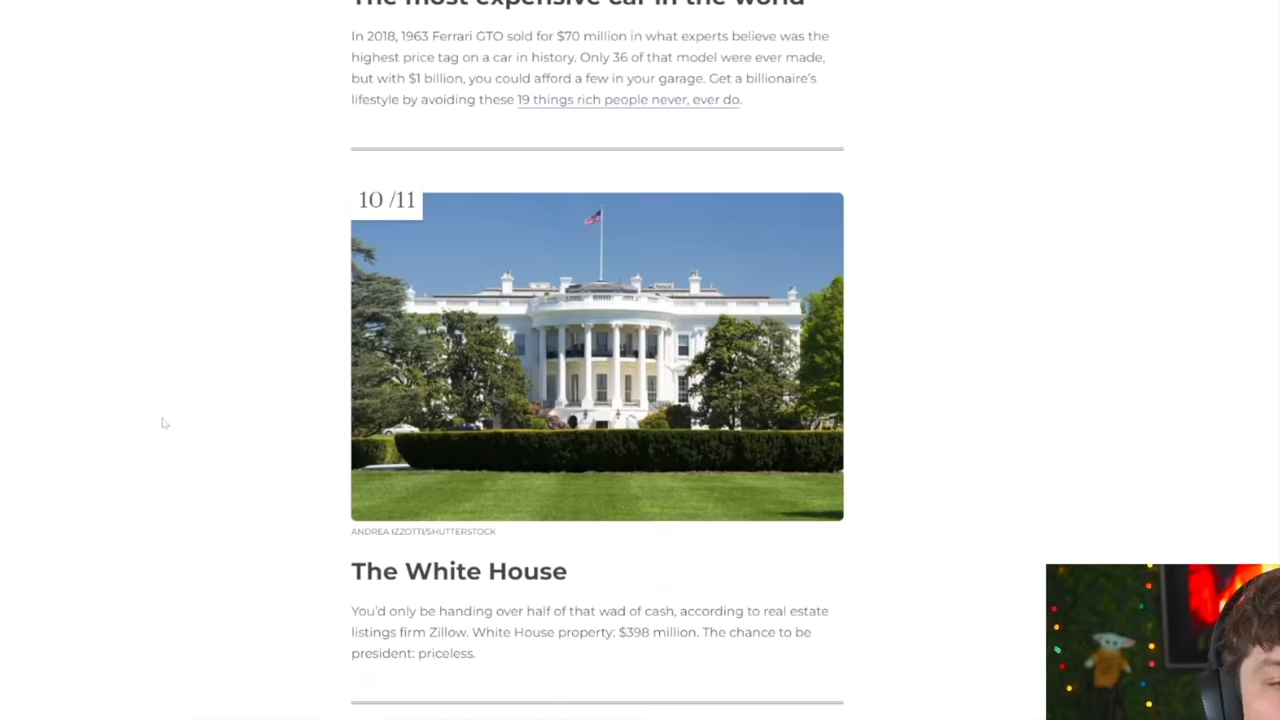 The most expensive car in the world
In 2018, 1963 Ferrari GTO sold for $70 million in what experts believe was the
highest price tag on a car in history. Only 36 of that model were ever made,
but with $1 billion, you could afford a few in your garage. Get a billionaire's
lifestyle by avoiding these 19 things rich people never, ever do.
10 /11
ANDREA IZZOTTI/SHUTTERSTOCK
The White House
You'd only be handing over half of that wad of cash, according to real estate
listings firm Zillow. White House property: $398 million. The chance to be
president: priceless.